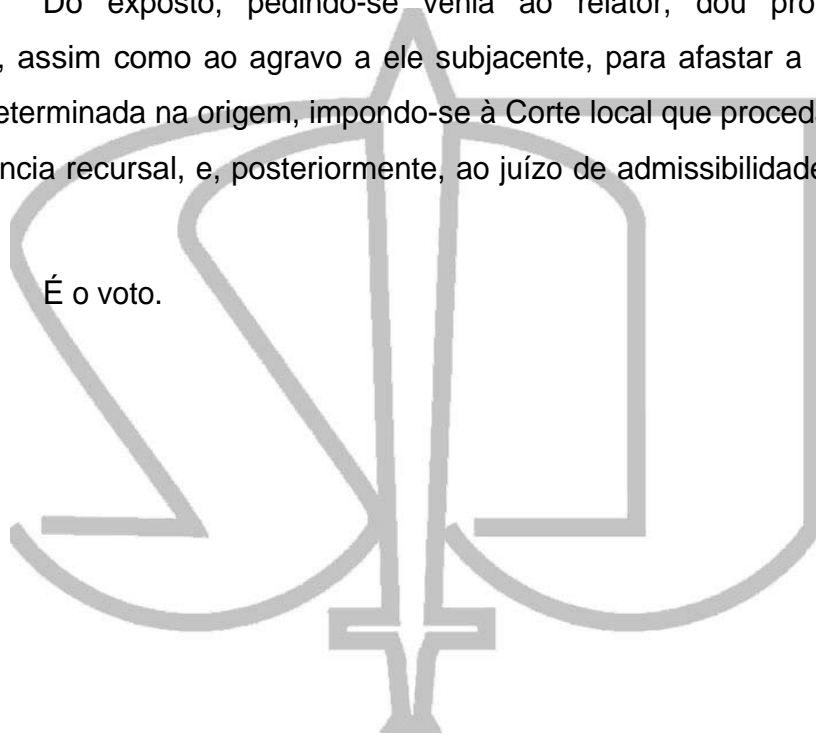 Do exposto, pedindo-se vênia ao relator, dou pro
, assim como ao agravo a ele subjacente, para afastar a
eterminada na origem, impondo-se à Corte local que proceda
ncia recursal, e, posteriormente, ao juízo de admissibilidade
É o voto.